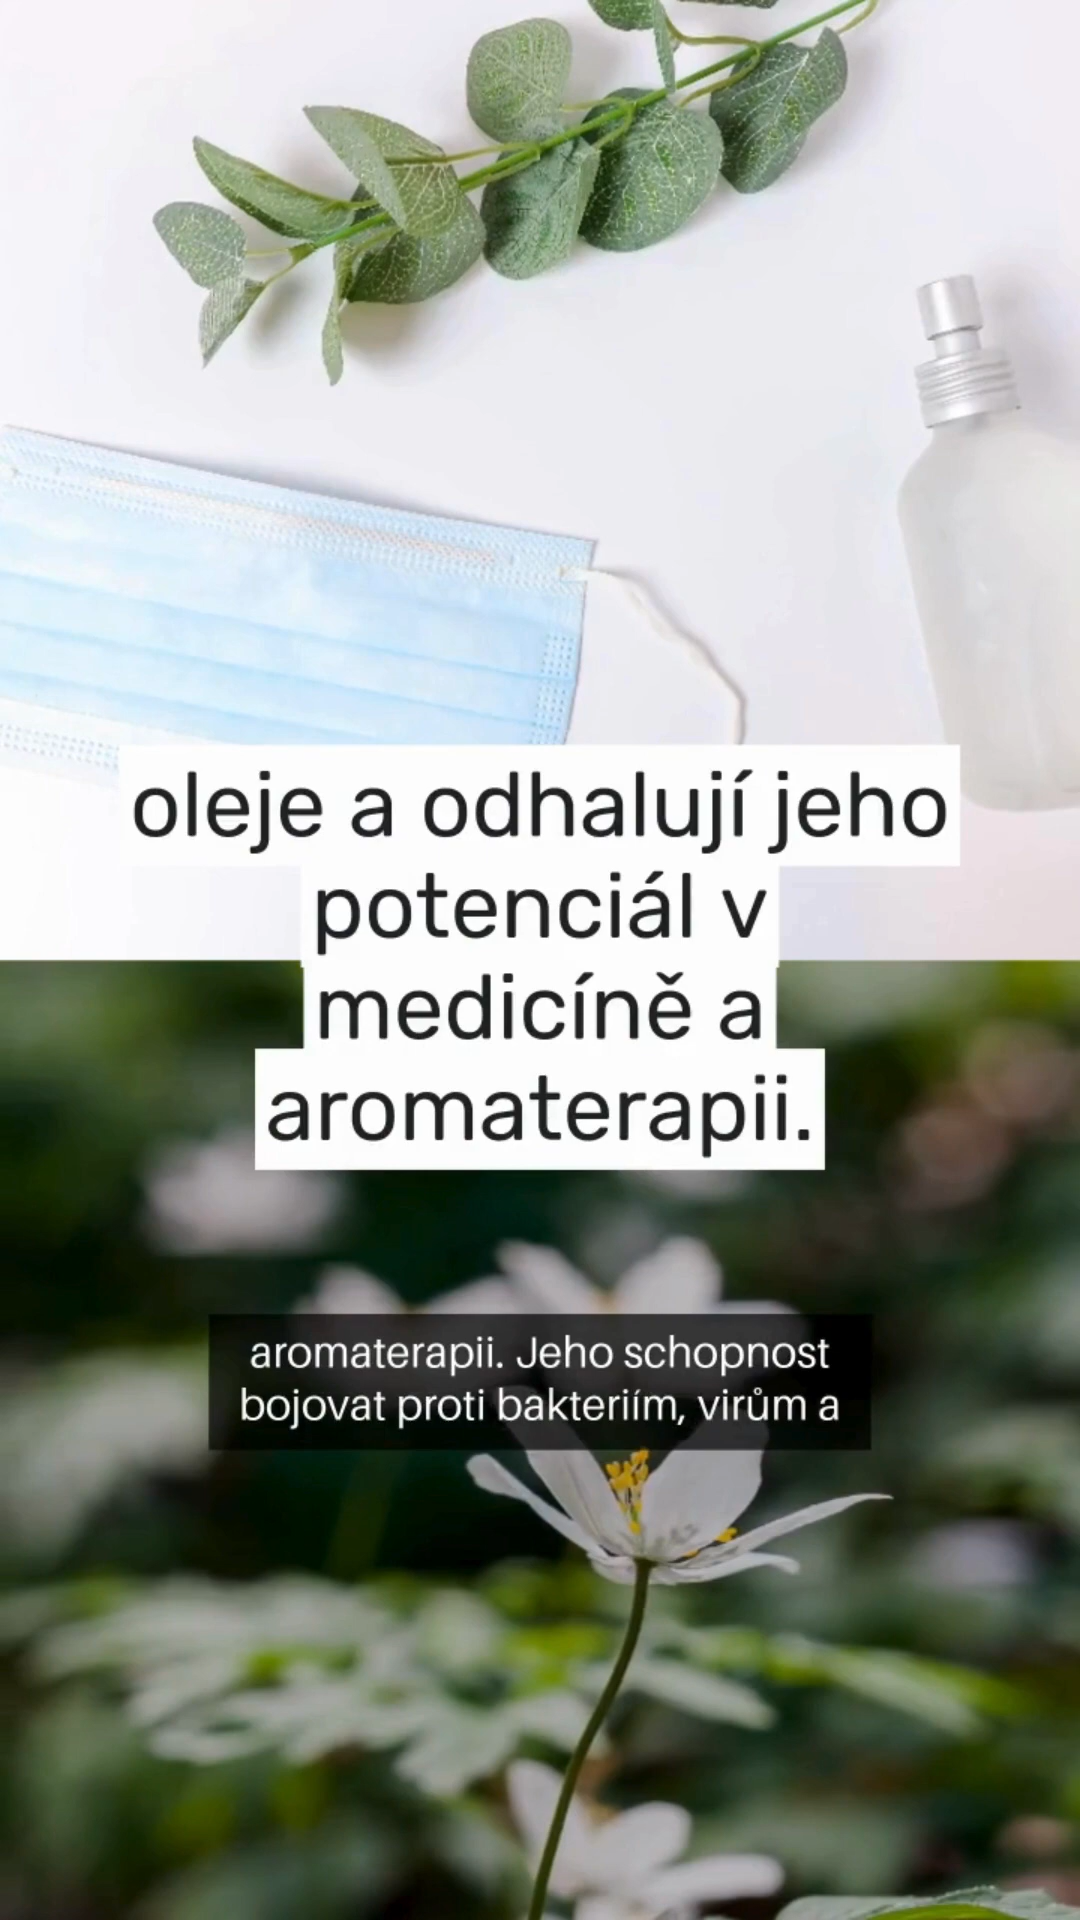 oleje a odhalují jeho
potenciál v
medicíně a
aromaterapii.
aromaterapii. Jeho schopnost
bojovat proti bakteriím, virům a